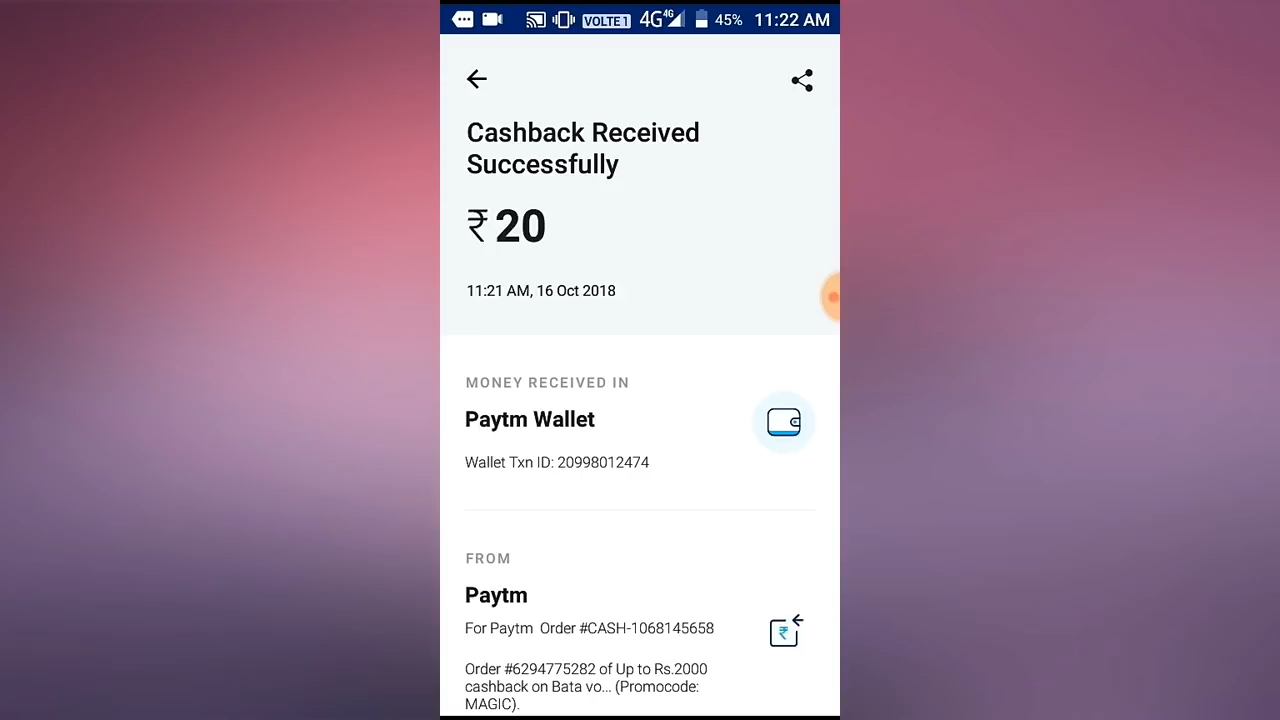 VOLTE 1 4G 4G 45% 11:22 AM
Cashback Received
Successfully
₹20
11:21 AM, 16 Oct 2018
MONEY RECEIVED IN
Paytm Wallet
Wallet Txn ID: 20998012474
FROM
Paytm
For Paytm Order #CASH-1068145658
₹
Order #6294775282 of Up to Rs.2000
cashback on Bata vo... (Promocode:
MAGIC).